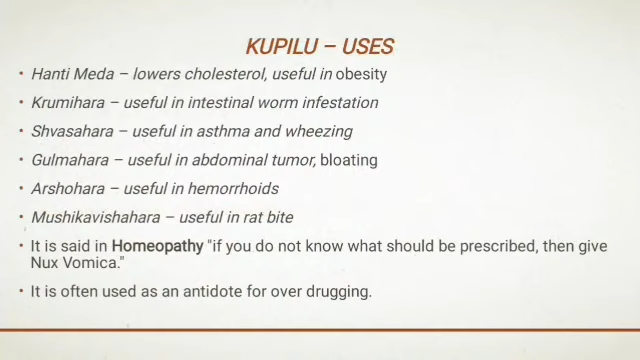 KUPILU – USES
• Hanti Meda – lowers cholesterol, useful in obesity
• Krumihara – useful in intestinal worm infestation
• Shvasahara – useful in asthma and wheezing
• Gulmahara – useful in abdominal tumor, bloating
• Arshohara – useful in hemorrhoids
• Mushikavishahara – useful in rat bite
• It is said in Homeopathy "if you do not know what should be prescribed, then give
Nux Vomica."
• It is often used as an antidote for over drugging.